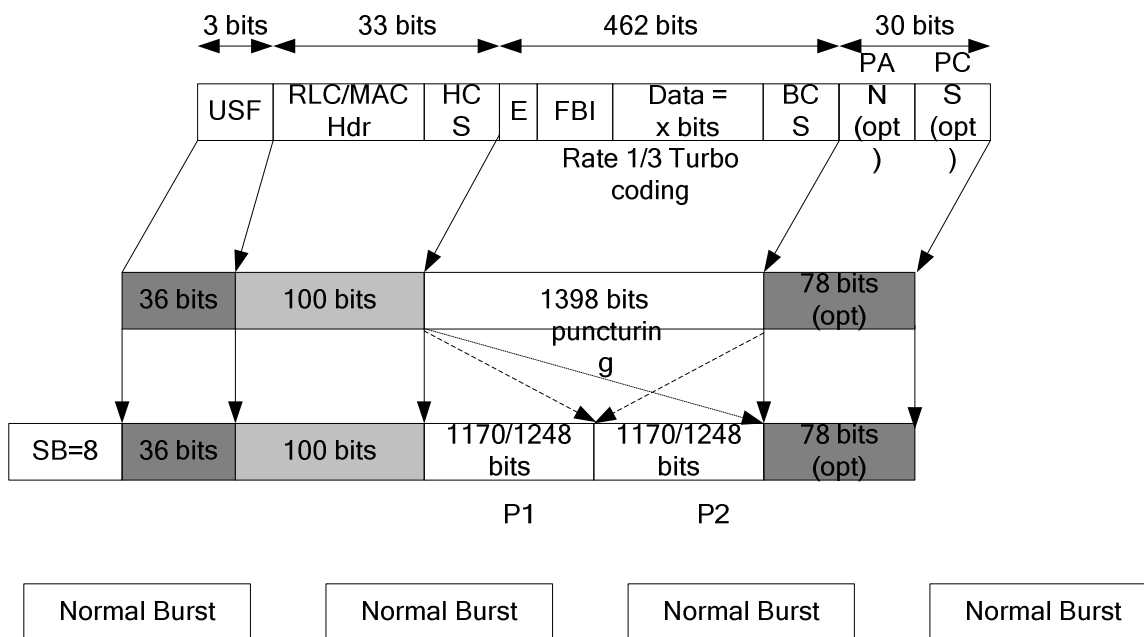 3 bits
33 bits
462 bits
30 bits
USF
RLC/MAC
Hdr
HC
S
E
FBI
Data =
x bits
BC
S
PA
N
(opt
)
PC
S
(opt
)
Rate 1/3 Turbo
coding
36 bits
100 bits
1398 bits
78 bits
(opt)
puncturin
g
SB=8
36 bits
100 bits
1170/1248
bits
1170/1248
bits
78 bits
(opt)
P1
P2
Normal Burst
Normal Burst
Normal Burst
Normal Burst